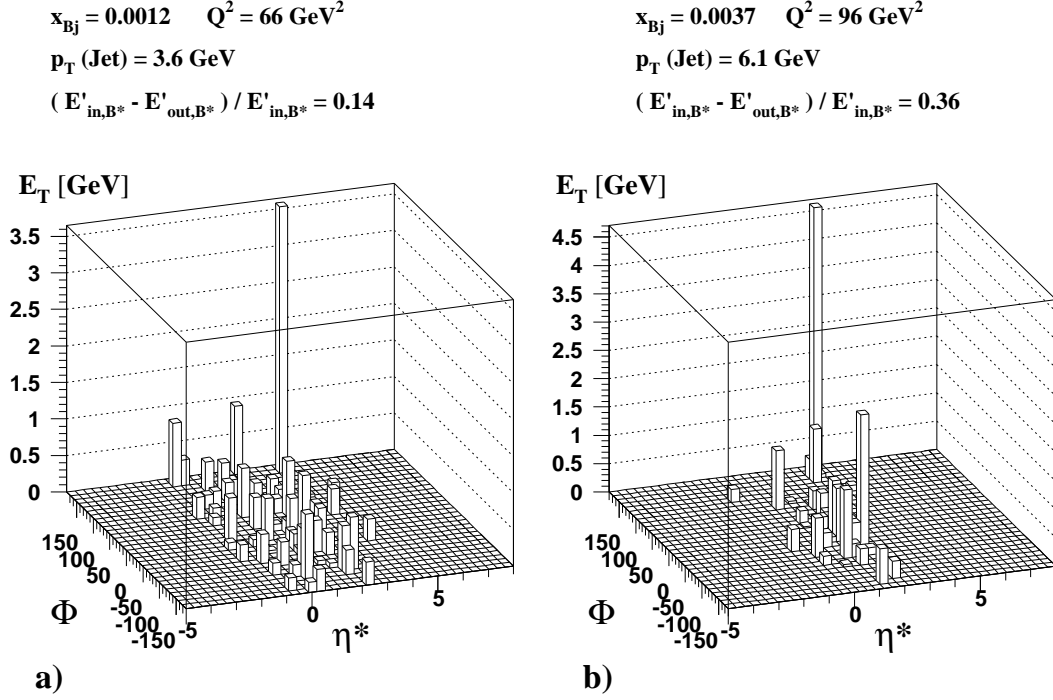 x_Bj = 0.0012 Q^2 = 66 GeV^2
p_T (Jet) = 3.6 GeV
( E'_in,B* - E'_out,B* ) / E'_in,B* = 0.14
E_T [GeV]
3.5
3
2.5
2
1.5
1
0.5
0
150
100
50
0
-50
-100
-150
-5
0
5
Φ
η*
a)
x_Bj = 0.0037 Q^2 = 96 GeV^2
p_T (Jet) = 6.1 GeV
( E'_in,B* - E'_out,B* ) / E'_in,B* = 0.36
E_T [GeV]
4.5
4
3.5
3
2.5
2
1.5
1
0.5
0
150
100
50
0
-50
-100
-150
-5
0
5
Φ
η*
b)